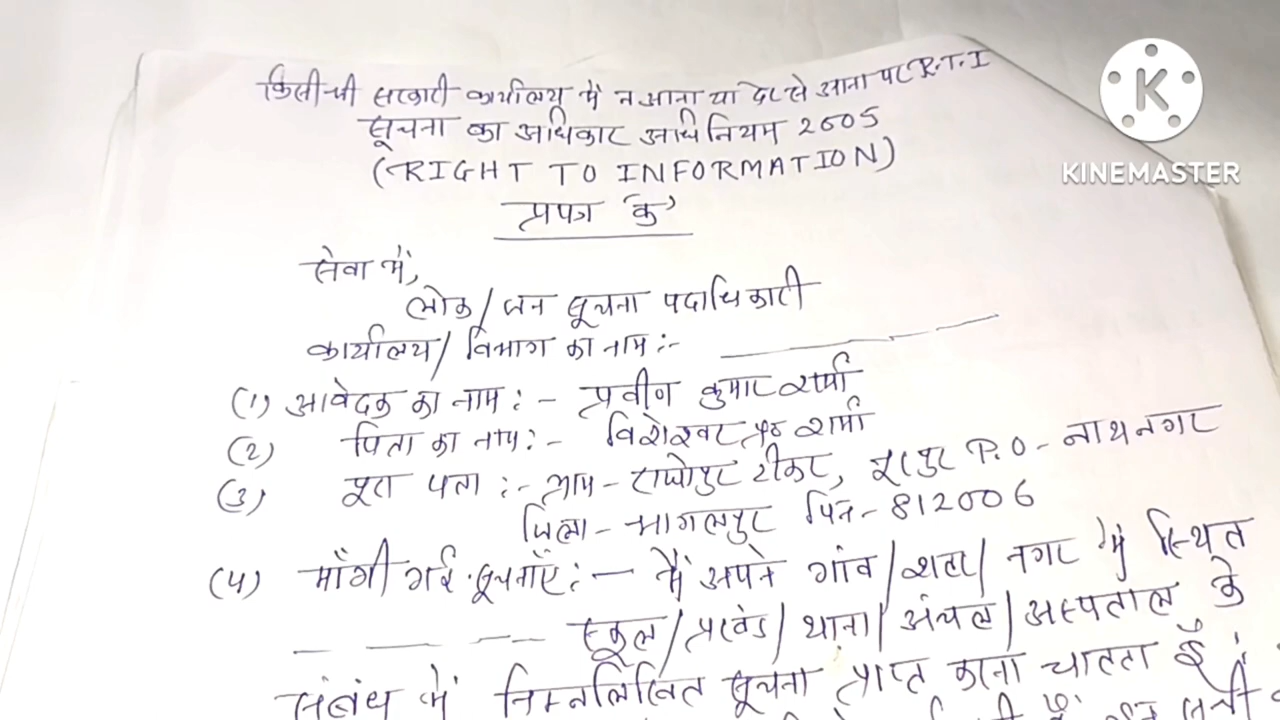 किसी भी सरकारी कार्यालय में न आना या देर से आना पर R.T.I
सूचना का अधिकार अधिनियम 2005
(RIGHT TO INFORMATION)
प्रपत्र 'क'
K
KINEMASTER
सेवा में,
लोक/जन सूचना पदाधिकारी
कार्यालय/विभाग का नाम:-
(1) आवेदक का नाम:- प्रवीण कुमार शर्मा
(2) पिता का नाम:- शर्मा
(3) पूरा पता:- ग्राम- राघोपुर टीकर, P.O- नाथनगर
जिला- भागलपुर पिन- 812006
(4) माँगी गई सूचनाएँ:- मैं अपने गांव/शहर/नगर में स्थित
स्कूल/प्रखंड/थाना/अंचल/अस्पताल के
संबंध में निम्नलिखित सूचना प्राप्त करना चाहता हूँ: